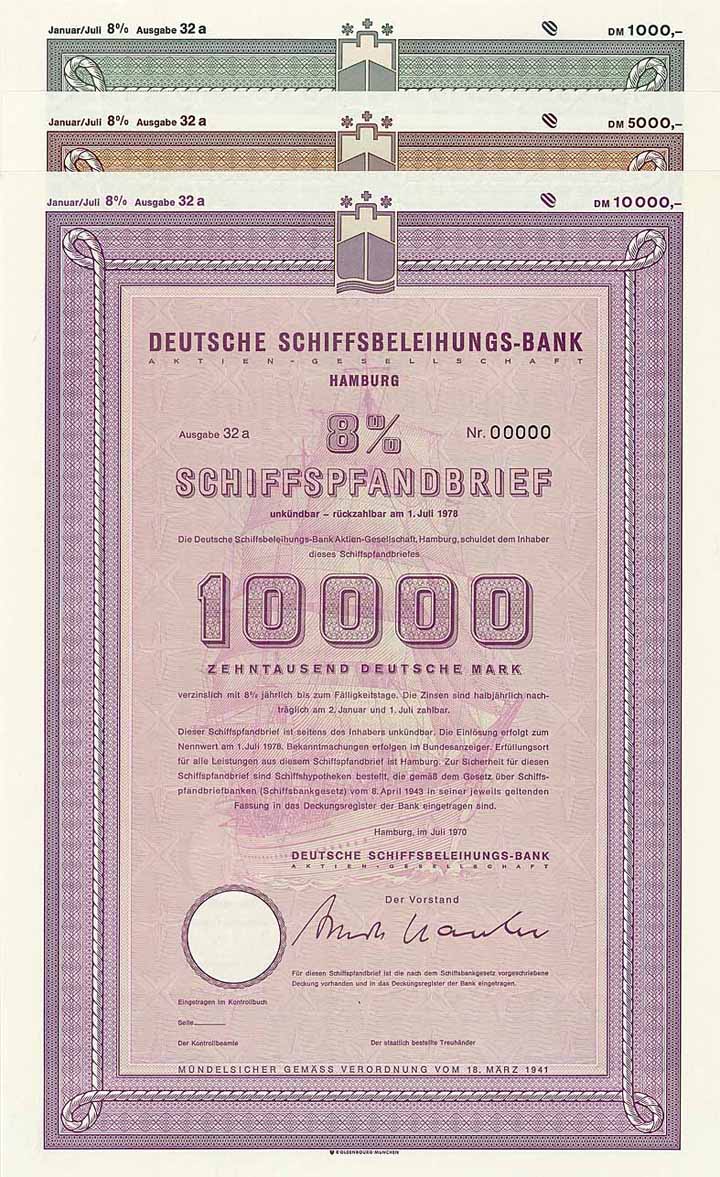 Januar/Juli 8% Ausgabe 32 a DM 1000,–
Januar/Juli 8% Ausgabe 32 a DM 5000,–
Januar/Juli 8% Ausgabe 32 a DM 10000,–
DEUTSCHE SCHIFFSBELEIHUNGS-BANK
AKTIEN-GESELLSCHAFT
HAMBURG
Ausgabe 32 a 8% Nr. 00000
SCHIFFSPFANDBRIEF
unkündbar – rückzahlbar am 1. Juli 1978
Die Deutsche Schiffsbeleihungs-Bank Aktien-Gesellschaft, Hamburg, schuldet dem Inhaber
dieses Schiffspfandbriefes
10000
ZEHNTAUSEND DEUTSCHE MARK
verzinslich mit 8% jährlich bis zum Fälligkeitstage. Die Zinsen sind halbjährlich nach-
träglich am 2. Januar und 1. Juli zahlbar.
Dieser Schiffspfandbrief ist seitens des Inhabers unkündbar. Die Einlösung erfolgt zum
Nennwert am 1. Juli 1978. Bekanntmachungen erfolgen im Bundesanzeiger. Erfüllungsort
für alle Leistungen aus diesem Schiffspfandbrief ist Hamburg. Zur Sicherheit für diesen
Schiffspfandbrief sind Schiffshypotheken bestellt, die gemäß dem Gesetz über Schiffs-
pfandbriefbanken (Schiffsbankgesetz) vom 8. April 1943 in seiner jeweils geltenden
Fassung in das Deckungsregister der Bank eingetragen sind.
Hamburg, im Juli 1970
DEUTSCHE SCHIFFSBELEIHUNGS-BANK
AKTIEN-GESELLSCHAFT
Der Vorstand
Für diesen Schiffspfandbrief ist die nach dem Schiffsbankgesetz vorgeschriebene
Deckung vorhanden und in das Deckungsregister der Bank eingetragen.
Eingetragen im Kontrollbuch
Seite
Der Kontrollbeamte Der staatlich bestellte Treuhänder
MÜNDELSICHER GEMÄSS VERORDNUNG VOM 18. MÄRZ 1941
R. OLDENBOURG MÜNCHEN